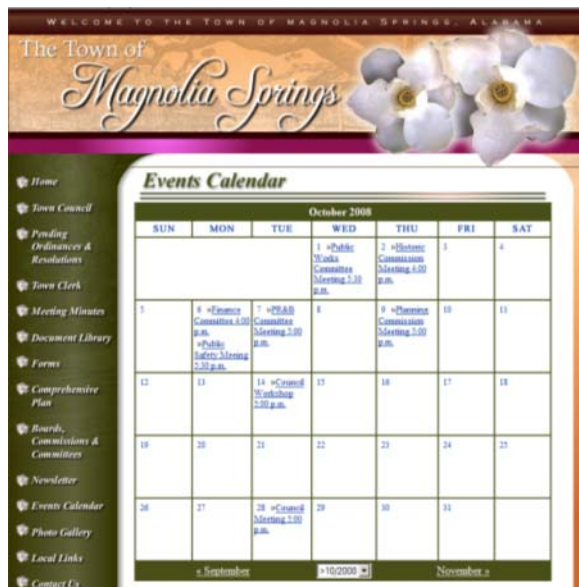 WELCOME TO THE TOWN OF MAGNOLIA SPRINGS, ALABAMA
The Town of
Magnolia Springs
Home
Town Council
Pending
Ordinances &
Resolutions
Town Clerk
Meeting Minutes
Document Library
Forms
Comprehensive
Plan
Boards,
Commissions &
Committees
Newsletter
Events Calendar
Photo Gallery
Local Links
Contact Us
Events Calendar
October 2008
SUN MON TUE WED THU FRI SAT
1 »Public
Works
Committee
Meeting 5:30
p.m.
2 »Historic
Commission
Meeting 4:00
p.m.
3
4
5
6 »Finance
Committee 4:00
p.m.
»Public
Safety Meeing
5:30 p.m.
7 »PR&B
Committee
Meeting 5:00
p.m.
8
9 »Planning
Commission
Meeting 5:00
p.m.
10
11
12
13
14 »Council
Workshop
5:00 p.m.
15
16
17
18
19
20
21
22
23
24
25
26
27
28 »Council
Meeting 5:00
p.m.
29
30
31
« September >10/2008 November »